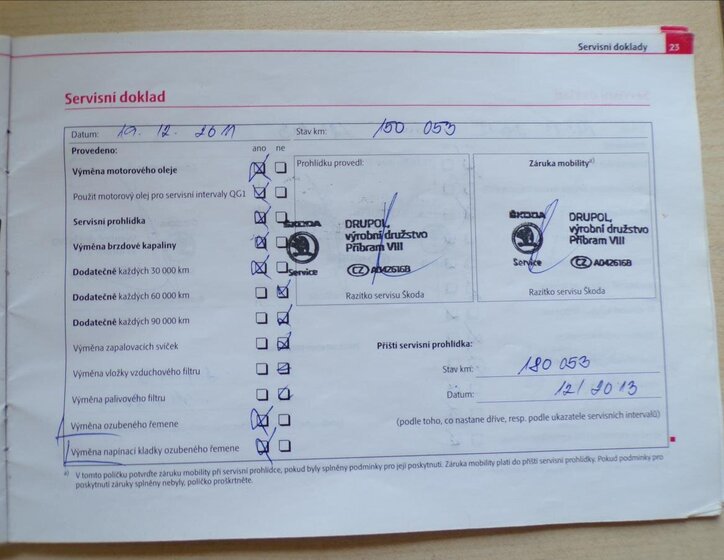 Servisní doklady 23
Servisní doklad
Datum: 19. 12. 2011 Stav km: 150 053
Provedeno: ano ne
Prohlídku provedl: Záruka mobility a)
Výměna motorového oleje
Použit motorový olej pro servisní intervaly QG1
Servisní prohlídka
Výměna brzdové kapaliny
Dodatečně každých 30 000 km
Dodatečně každých 60 000 km
Dodatečně každých 90 000 km
Výměna zapalovacích svíček
Výměna vložky vzduchového filtru
Výměna palivového filtru
Výměna ozubeného řemene
Výměna napínací kladky ozubeného řemene
ŠKODA
Service
DRUPOL,
výrobní družstvo
Příbram VIII
CZ A042616B
Razítko servisu Škoda
ŠKODA
Service
DRUPOL,
výrobní družstvo
Příbram VIII
CZ A042616B
Razítko servisu Škoda
Příští servisní prohlídka:
Stav km: 180 053
Datum: 12/2013
(podle toho, co nastane dříve, resp. podle ukazatele servisních intervalů)
a) V tomto políčku potvrďte záruku mobility při servisní prohlídce, pokud byly splněny podmínky pro její poskytnutí. Záruka mobility platí do příští servisní prohlídky. Pokud podmínky pro
poskytnutí záruky splněny nebyly, políčko proškrtněte.